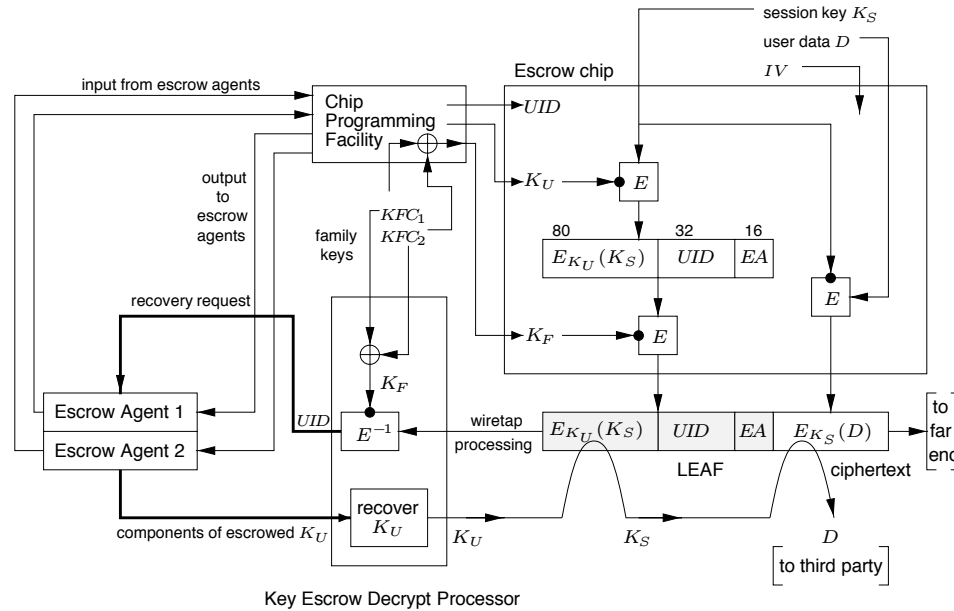 session key K_S
user data D
IV
Escrow chip
input from escrow agents
Chip
Programming
Facility
UID
output
to
escrow
agents
K_U
E
KFC_1
KFC_2
family
keys
80 32 16
E_{K_U}(K_S) UID EA
E
recovery request
K_F
E
K_F
Escrow Agent 1
Escrow Agent 2
UID
E^{-1}
wiretap
processing
E_{K_U}(K_S) UID EA E_{K_S}(D)
to
far
end
LEAF
ciphertext
recover
K_U
components of escrowed K_U
K_U
K_S
D
[to third party]
Key Escrow Decrypt Processor